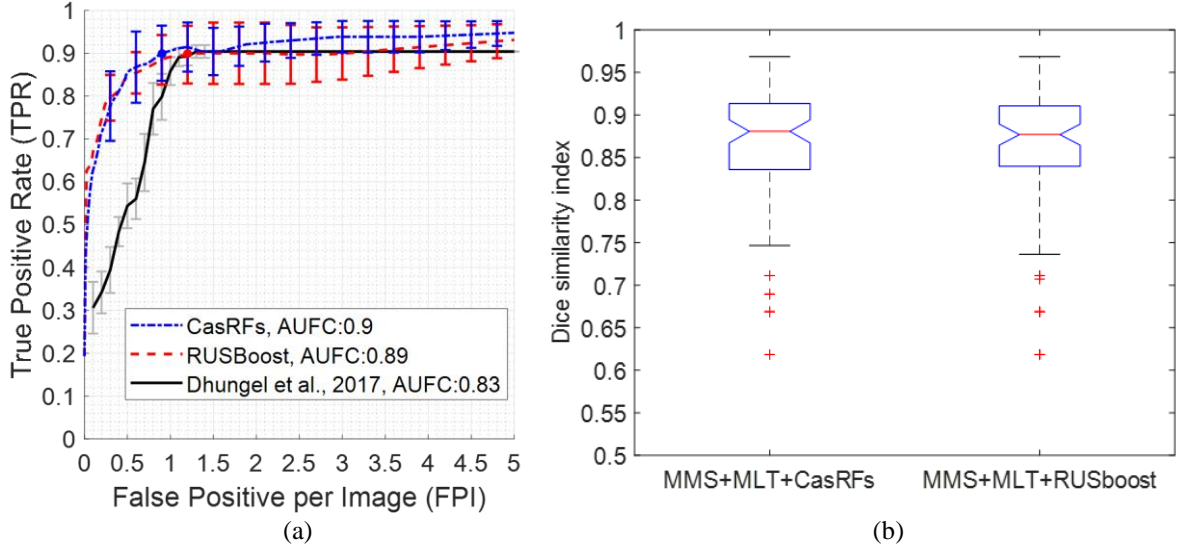 1
0.9
0.8
0.7
0.6
0.5
0.4
0.3
0.2
0.1
0
True Positive Rate (TPR)
CasRFs, AUFC:0.9
RUSBoost, AUFC:0.89
Dhungel et al., 2017, AUFC:0.83
0 0.5 1 1.5 2 2.5 3 3.5 4 4.5 5
False Positive per Image (FPI)
(a)
1
0.95
0.9
0.85
0.8
0.75
0.7
0.65
0.6
0.55
0.5
Dice similarity index
MMS+MLT+CasRFs MMS+MLT+RUSboost
(b)